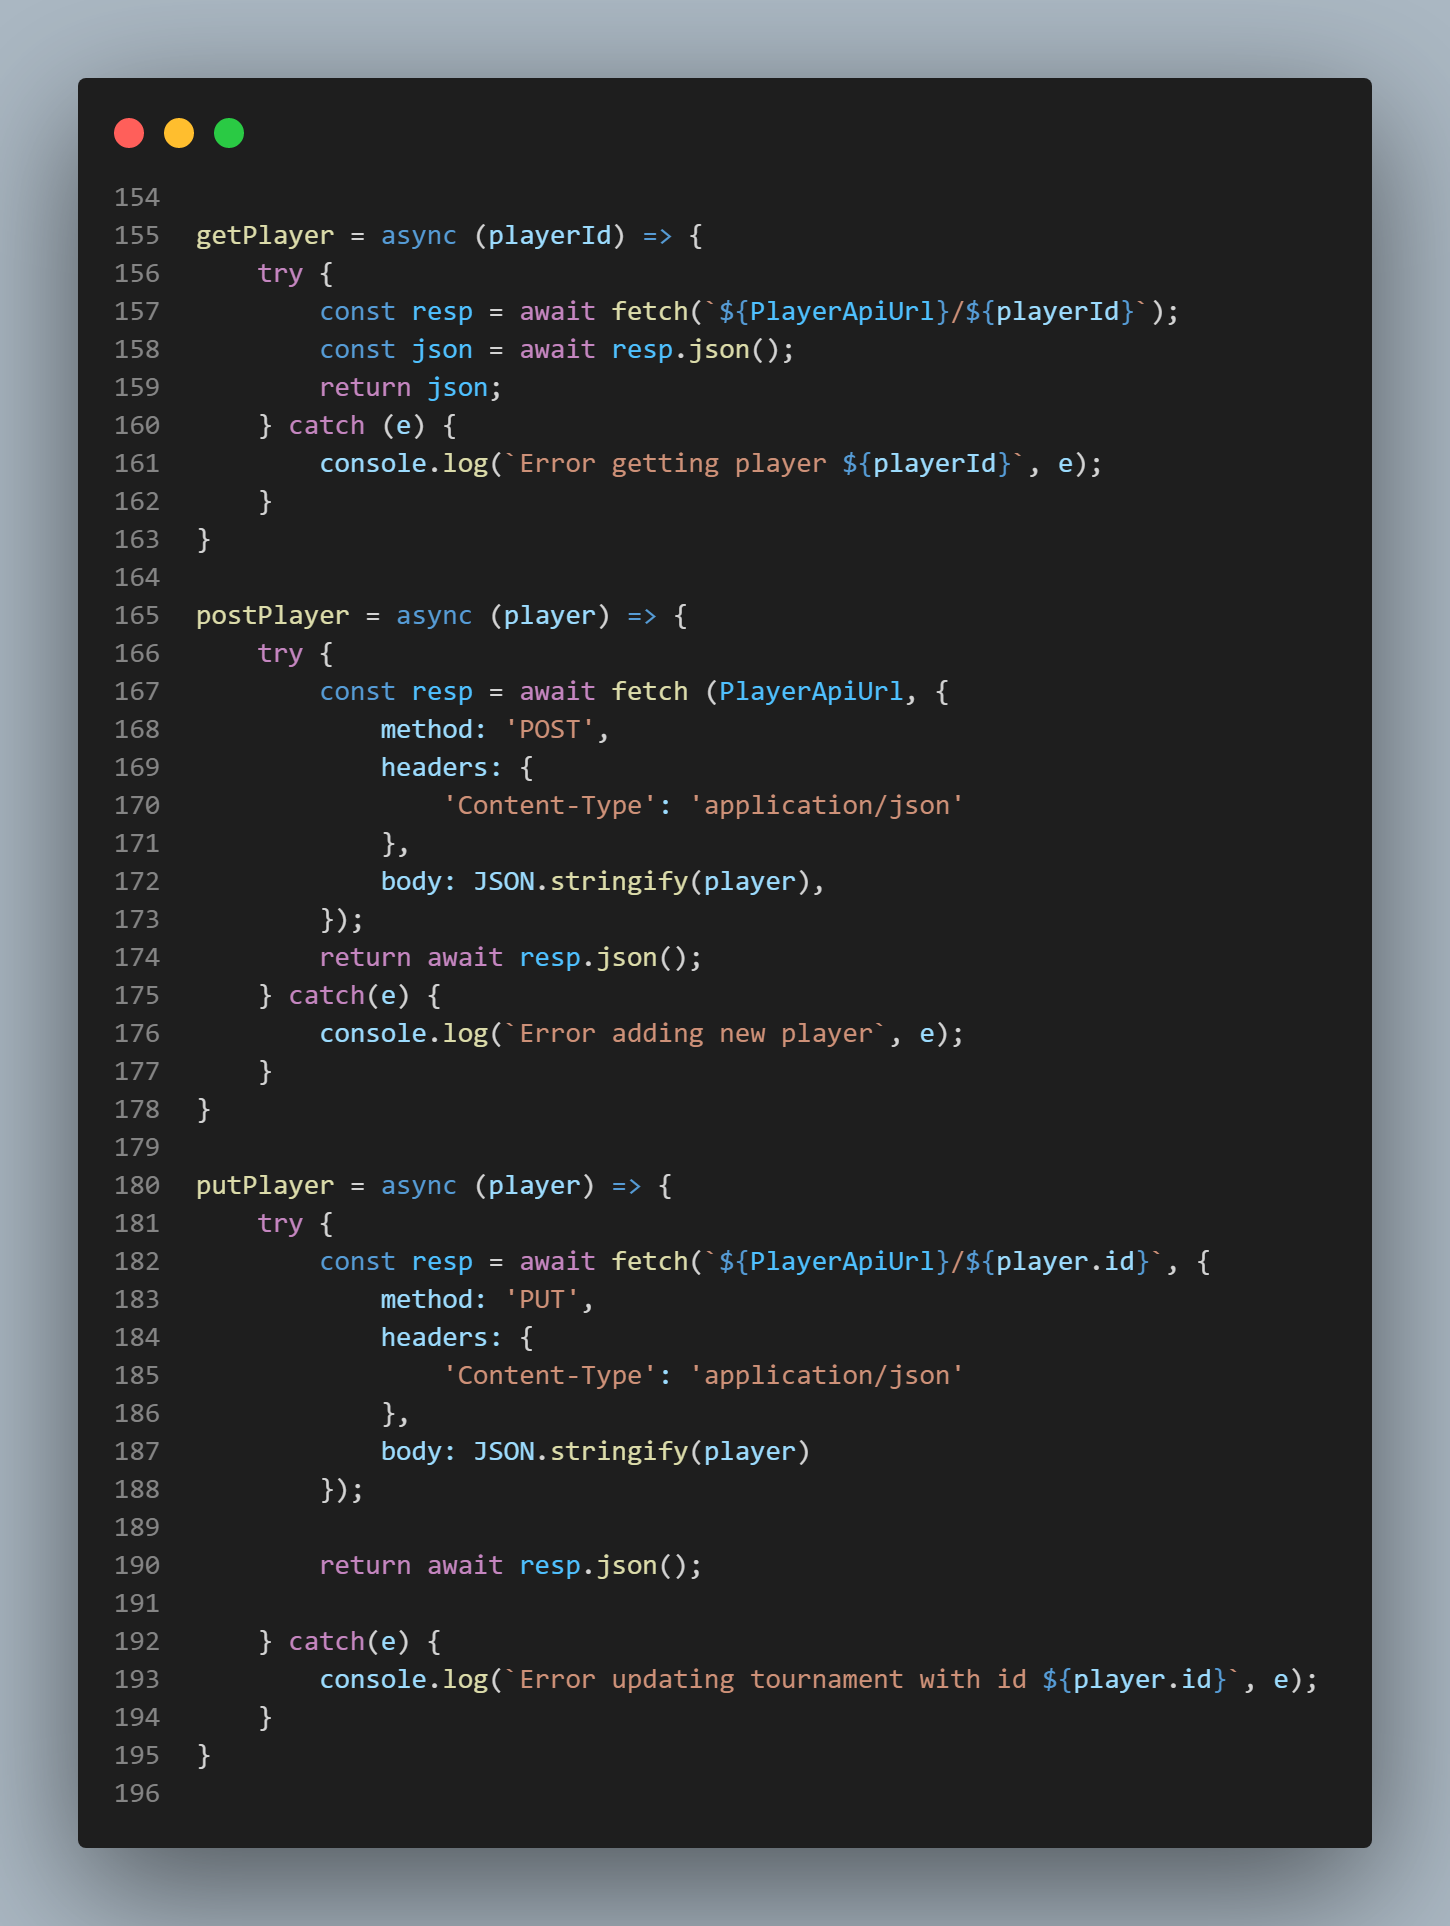 154
155 getPlayer = async (playerId) => {
156     try {
157         const resp = await fetch(`${PlayerApiUrl}/${playerId}`);
158         const json = await resp.json();
159         return json;
160     } catch (e) {
161         console.log(`Error getting player ${playerId}`, e);
162     }
163 }
164
165 postPlayer = async (player) => {
166     try {
167         const resp = await fetch (PlayerApiUrl, {
168             method: 'POST',
169             headers: {
170                 'Content-Type': 'application/json'
171             },
172             body: JSON.stringify(player),
173         });
174         return await resp.json();
175     } catch(e) {
176         console.log(`Error adding new player`, e);
177     }
178 }
179
180 putPlayer = async (player) => {
181     try {
182         const resp = await fetch(`${PlayerApiUrl}/${player.id}`, {
183             method: 'PUT',
184             headers: {
185                 'Content-Type': 'application/json'
186             },
187             body: JSON.stringify(player)
188         });
189
190         return await resp.json();
191
192     } catch(e) {
193         console.log(`Error updating tournament with id ${player.id}`, e);
194     }
195 }
196